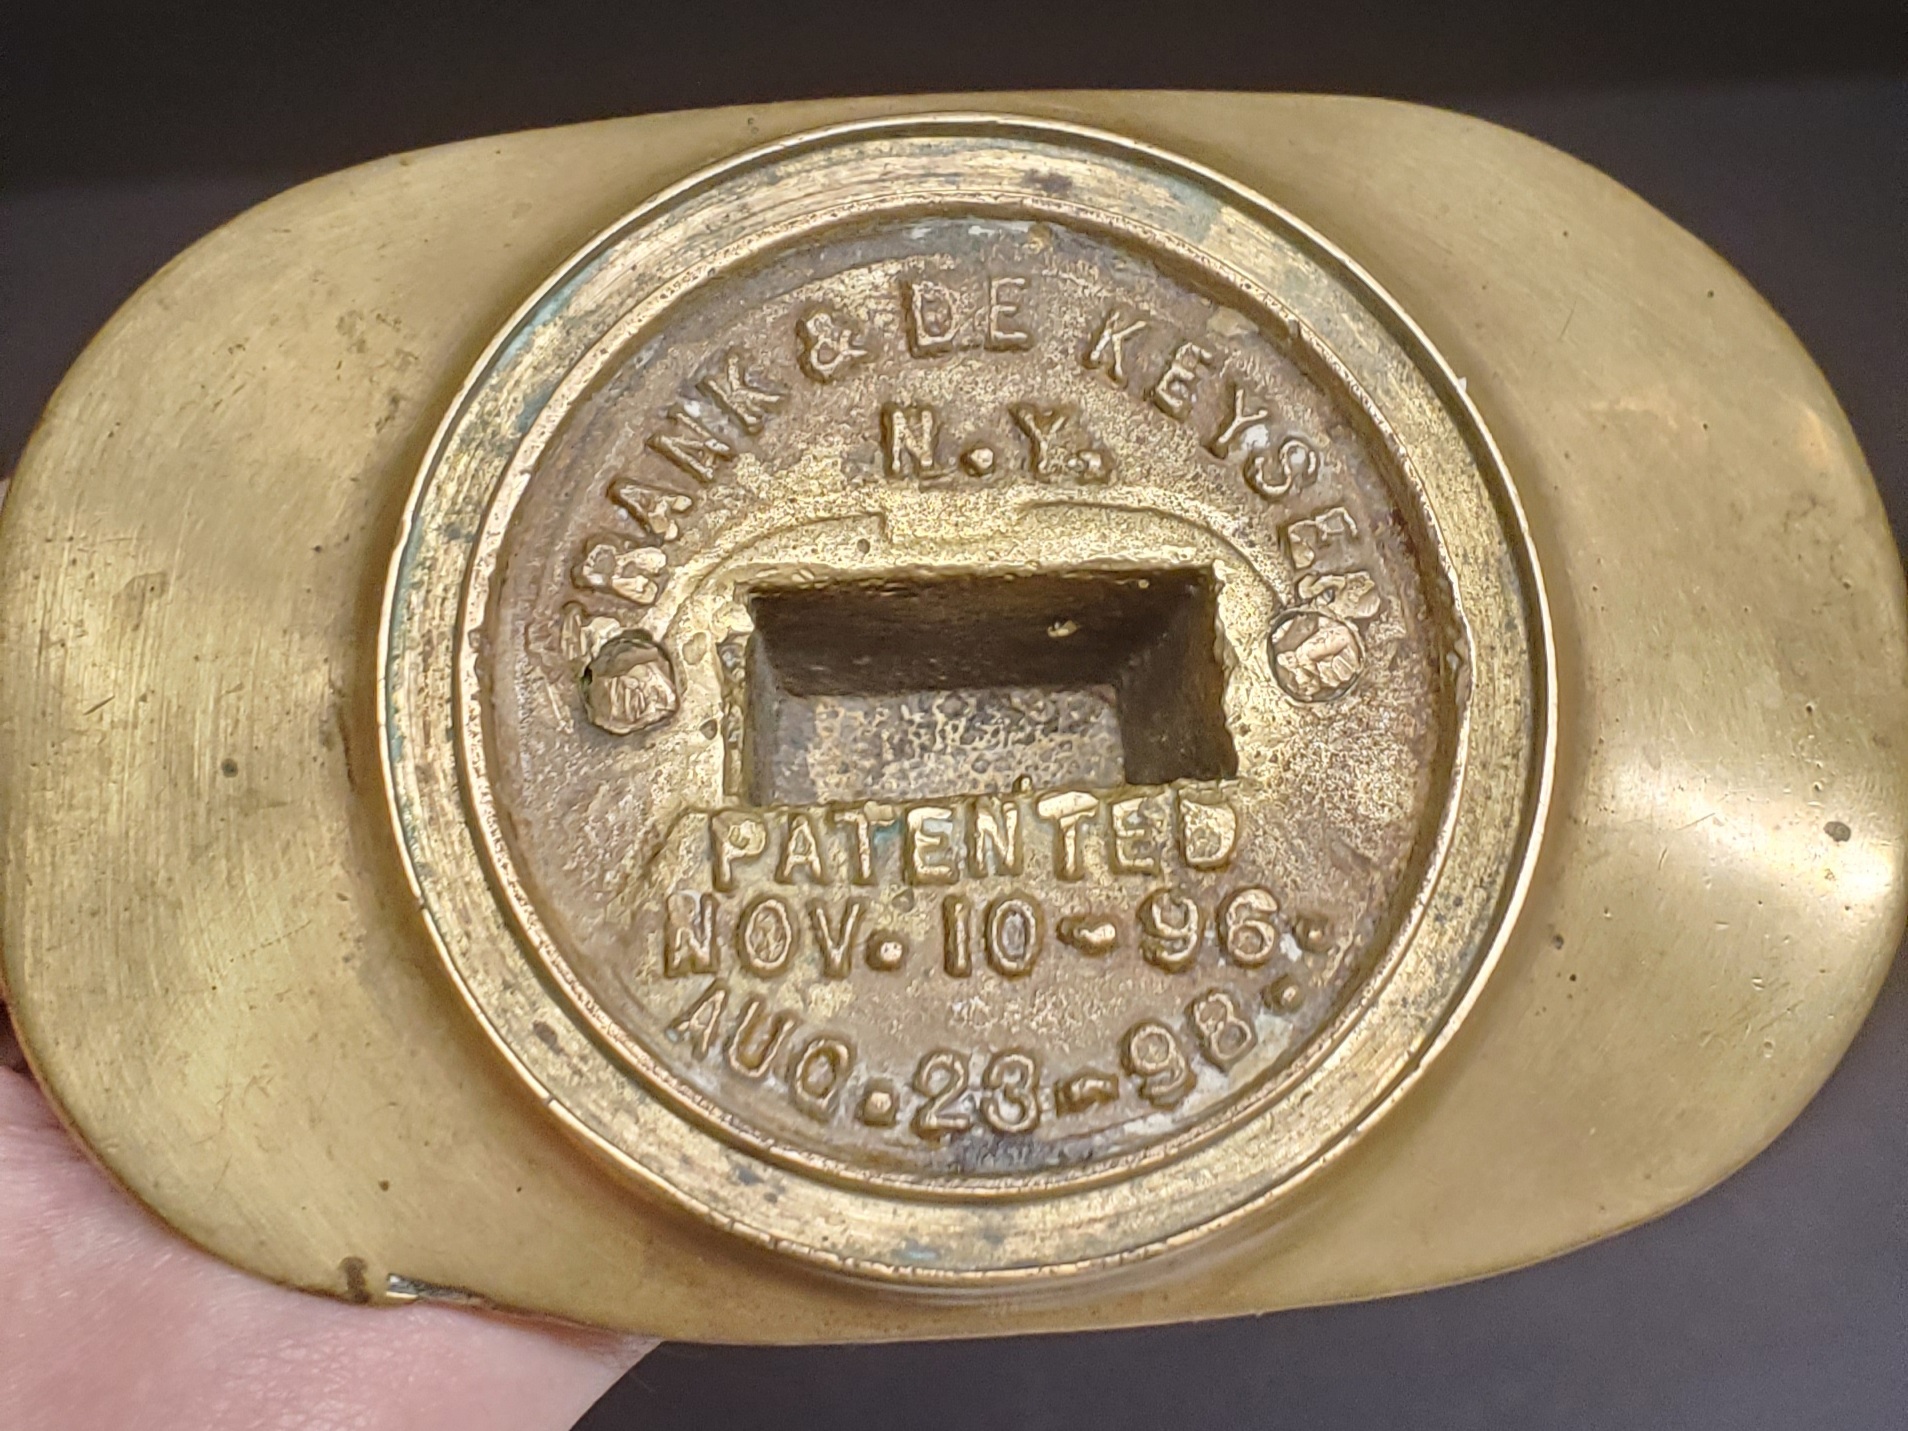 FRANK & DE KEYSER
N.Y.
PATENTED
NOV. 10-96.
AUG. 23-98.